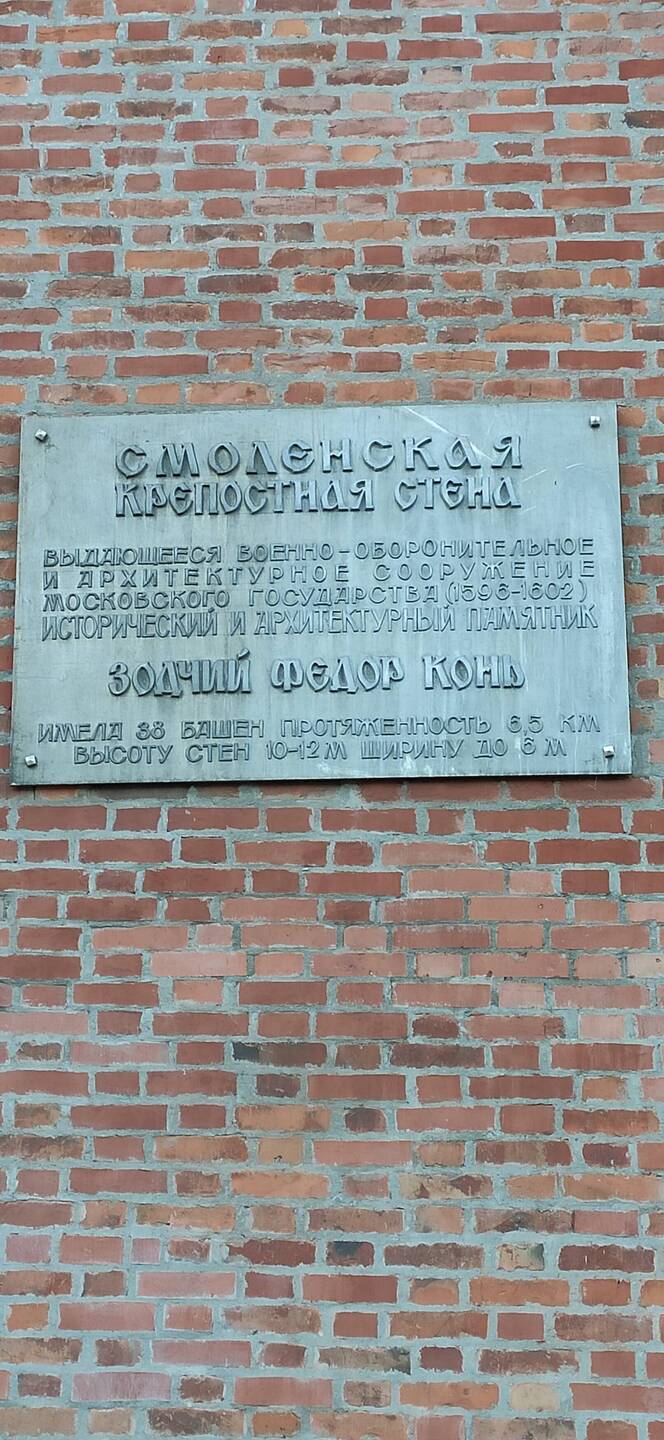 СМОЛЕНСКАЯ
КРЕПОСТНАЯ СТЕНА
ВЫДАЮЩЕЕСЯ ВОЕННО-ОБОРОНИТЕЛЬНОЕ
И АРХИТЕКТУРНОЕ СООРУЖЕНИЕ
МОСКОВСКОГО ГОСУДАРСТВА (1596-1602)
ИСТОРИЧЕСКИЙ И АРХИТЕКТУРНЫЙ ПАМЯТНИК
ЗОДЧИЙ ФЕДОР КОНЬ
ИМЕЛА 38 БАШЕН ПРОТЯЖЕННОСТЬ 6,5 КМ
ВЫСОТУ СТЕН 10-12 М ШИРИНУ ДО 6 М